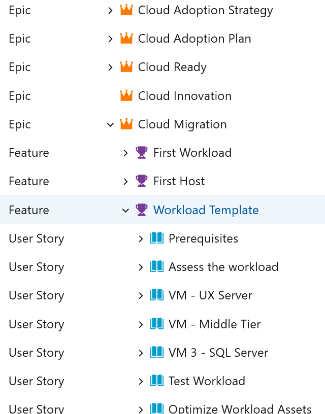 Epic Cloud Adoption Strategy
Epic Cloud Adoption Plan
Epic Cloud Ready
Epic Cloud Innovation
Epic Cloud Migration
Feature First Workload
Feature First Host
Feature Workload Template
User Story Prerequisites
User Story Assess the workload
User Story VM - UX Server
User Story VM - Middle Tier
User Story VM 3 - SQL Server
User Story Test Workload
User Story Optimize Workload Assets